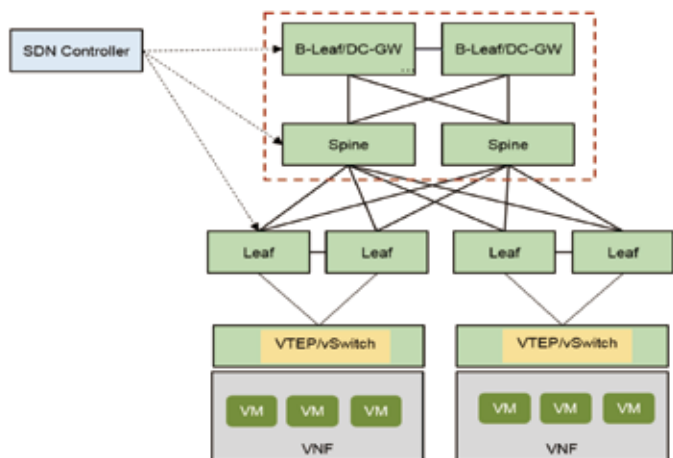 SDN Controller
B-Leaf/DC-GW
...
B-Leaf/DC-GW
Spine
Spine
Leaf
Leaf
Leaf
Leaf
VTEP/vSwitch
VTEP/vSwitch
VM VM VM
VM VM VM
VNF
VNF